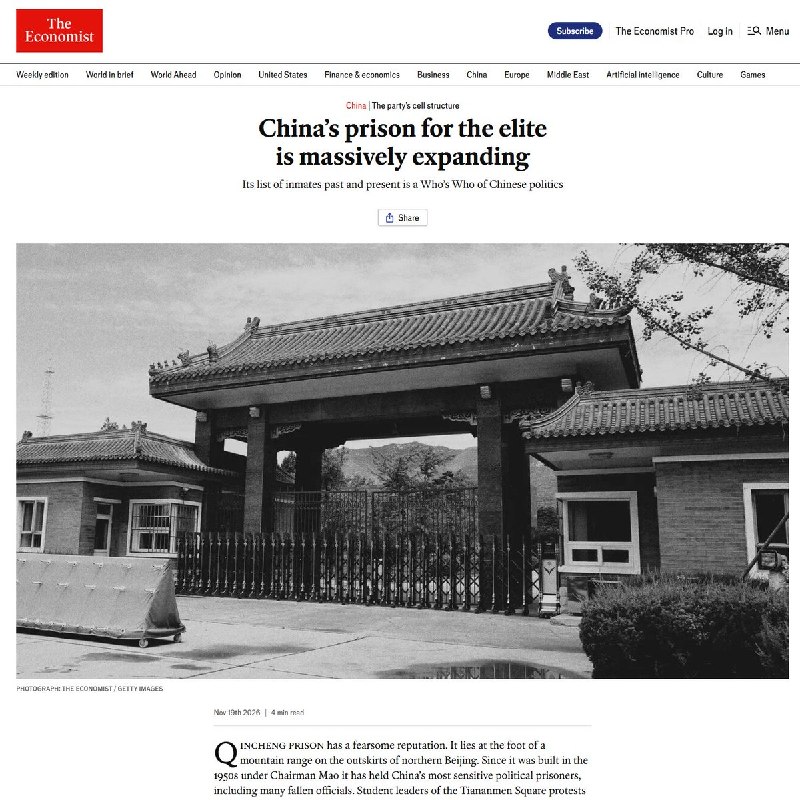 The
Economist
Subscribe
The Economist Pro
Log in
Menu
Weekly edition
World in brief
World Ahead
Opinion
United States
Finance & economics
Business
China
Europe
Middle East
Artificial intelligence
Culture
Games
China | The party's cell structure
China's prison for the elite
is massively expanding
Its list of inmates past and present is a Who's Who of Chinese politics
Share
PHOTOGRAPH: THE ECONOMIST / GETTY IMAGES
Nov 19th 2026 | 4 min read
QINCHENG PRISON has a fearsome reputation. It lies at the foot of a
mountain range on the outskirts of northern Beijing. Since it was built in the
1950s under Chairman Mao it has held China's most sensitive political prisoners,
including many fallen officials. Student leaders of the Tiananmen Square protests